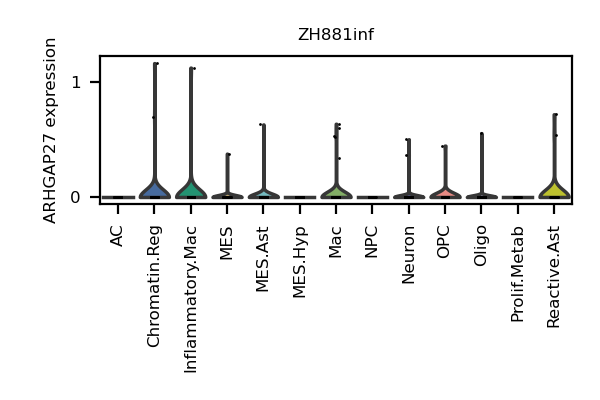 ZH881inf
ARHGAP27 expression
1
0
AC
Chromatin.Reg
Inflammatory.Mac
MES
MES.Ast
MES.Hyp
Mac
NPC
Neuron
OPC
Oligo
Prolif.Metab
Reactive.Ast